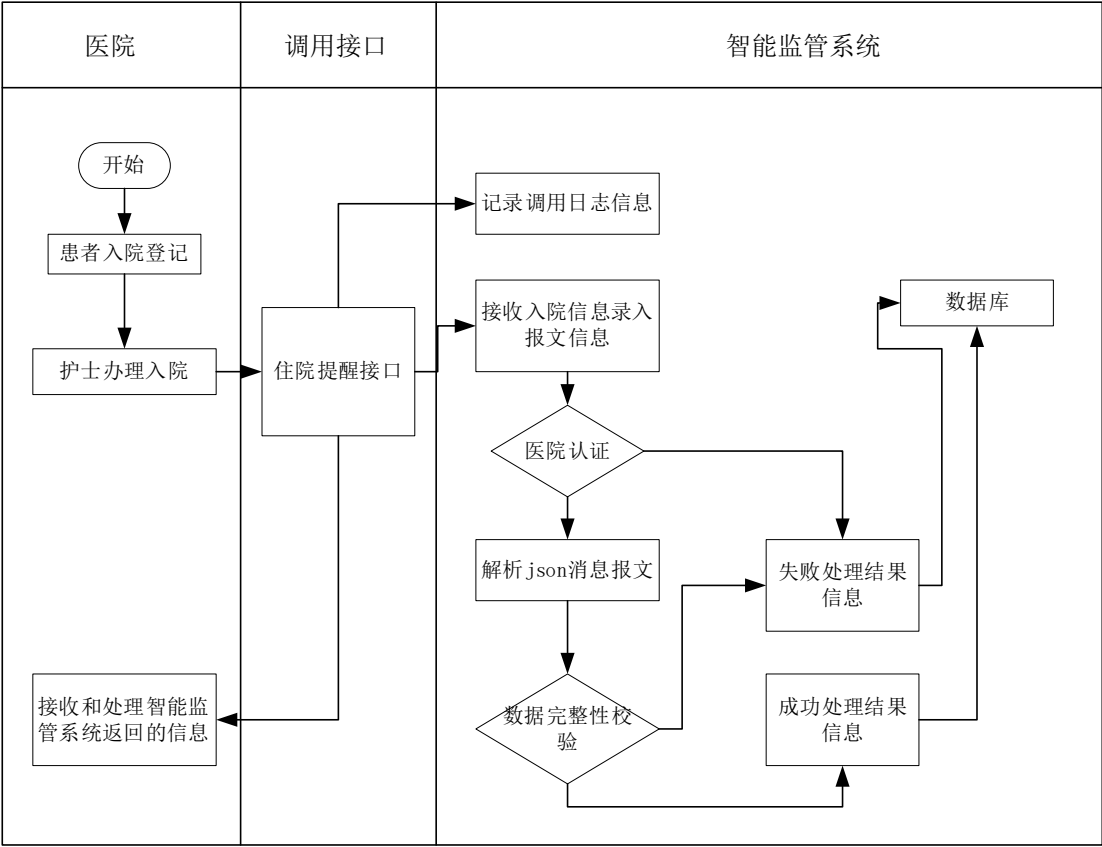 医院
调用接口
智能监管系统
开始
患者入院登记
护士办理入院
住院提醒接口
记录调用日志信息
接收入院信息录入
报文信息
数据库
医院认证
解析json消息报文
失败处理结果
信息
接收和处理智能监
管系统返回的信息
数据完整性校
验
成功处理结果
信息